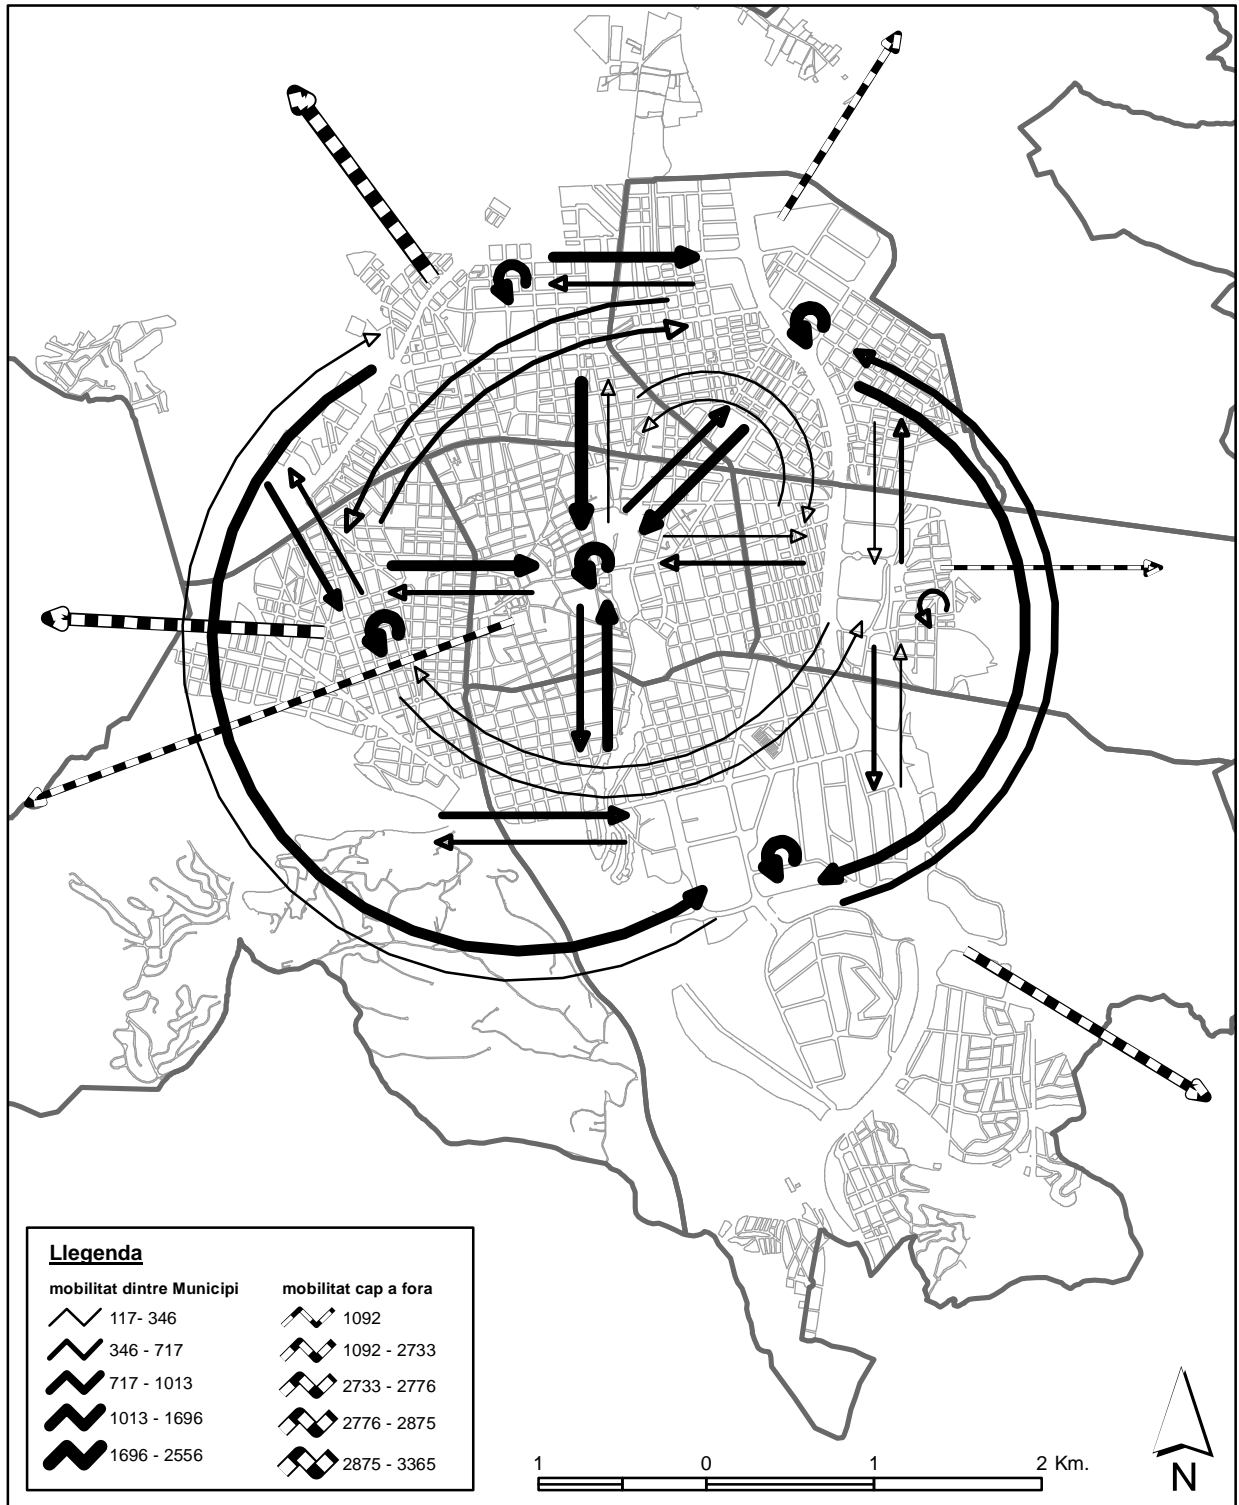 Llegenda
mobilitat dintre Municipi
117- 346
346 - 717
717 - 1013
1013 - 1696
1696 - 2556
mobilitat cap a fora
1092
1092 - 2733
2733 - 2776
2776 - 2875
2875 - 3365
1 0 1 2 Km.
N